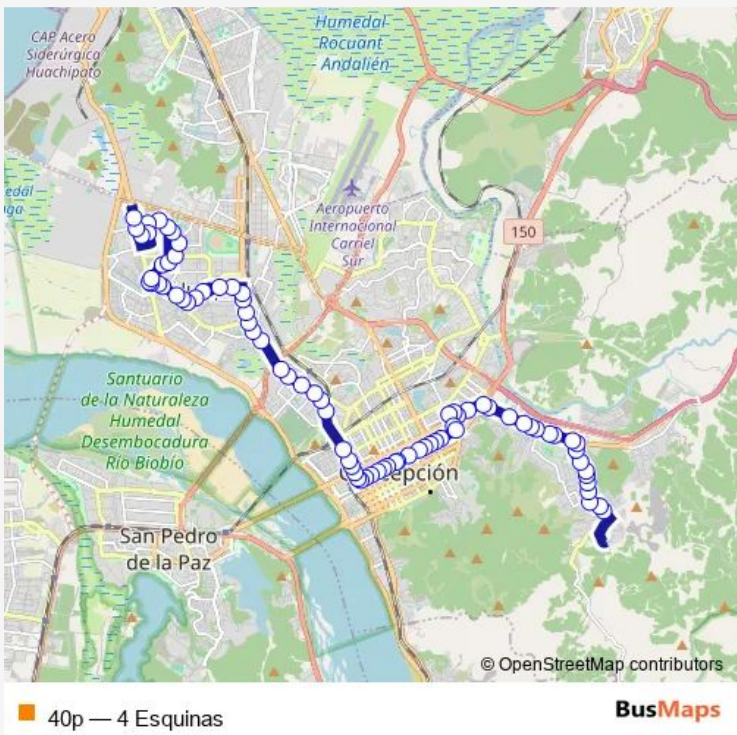 CAP Acero
Siderúrgica
Huachipato
Humedal
Rocuant
Andalién
Aeropuerto
Internacional
Carriel
Sur
150
Santuario
de la Naturaleza
Humedal
Desembocadura
Río Biobío
cepción
San Pedro
de la Paz
© OpenStreetMap contributors
40p — 4 Esquinas
BusMaps